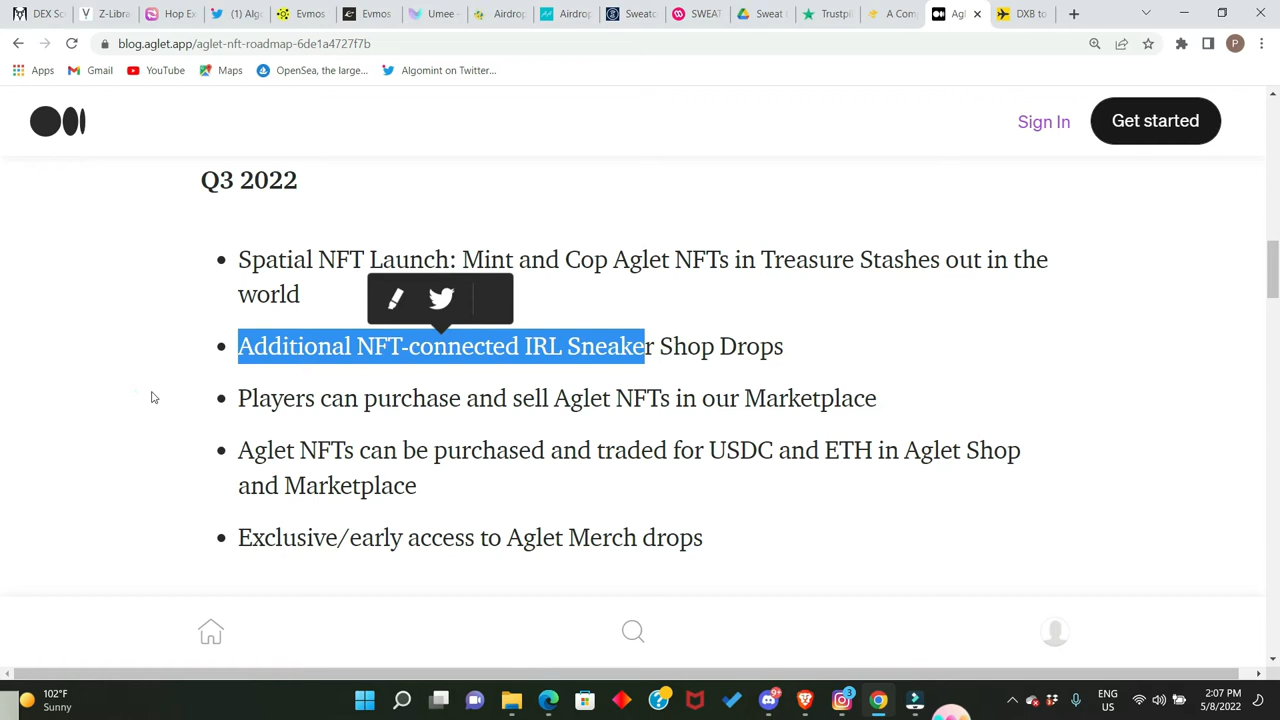 DEX Sc
Z-Libra
Hop Ex
(1) Algo
Evmos
Evmos
Umee -
Airdrop
Airdrop
Sweatc
SWEAT
Sweat L
Trustpi
A Com
Agl
DXB to
blog.aglet.app/aglet-nft-roadmap-6de1a4727f7b
P
Apps
Gmail
YouTube
Maps
OpenSea, the large...
Algomint on Twitter...
Sign In
Get started
Q3 2022
Spatial NFT Launch: Mint and Cop Aglet NFTs in Treasure Stashes out in the
world
Additional NFT-connected IRL Sneaker Shop Drops
Players can purchase and sell Aglet NFTs in our Marketplace
Aglet NFTs can be purchased and traded for USDC and ETH in Aglet Shop
and Marketplace
Exclusive/early access to Aglet Merch drops
102°F
Sunny
9+
3
ENG
US
2:07 PM
5/8/2022